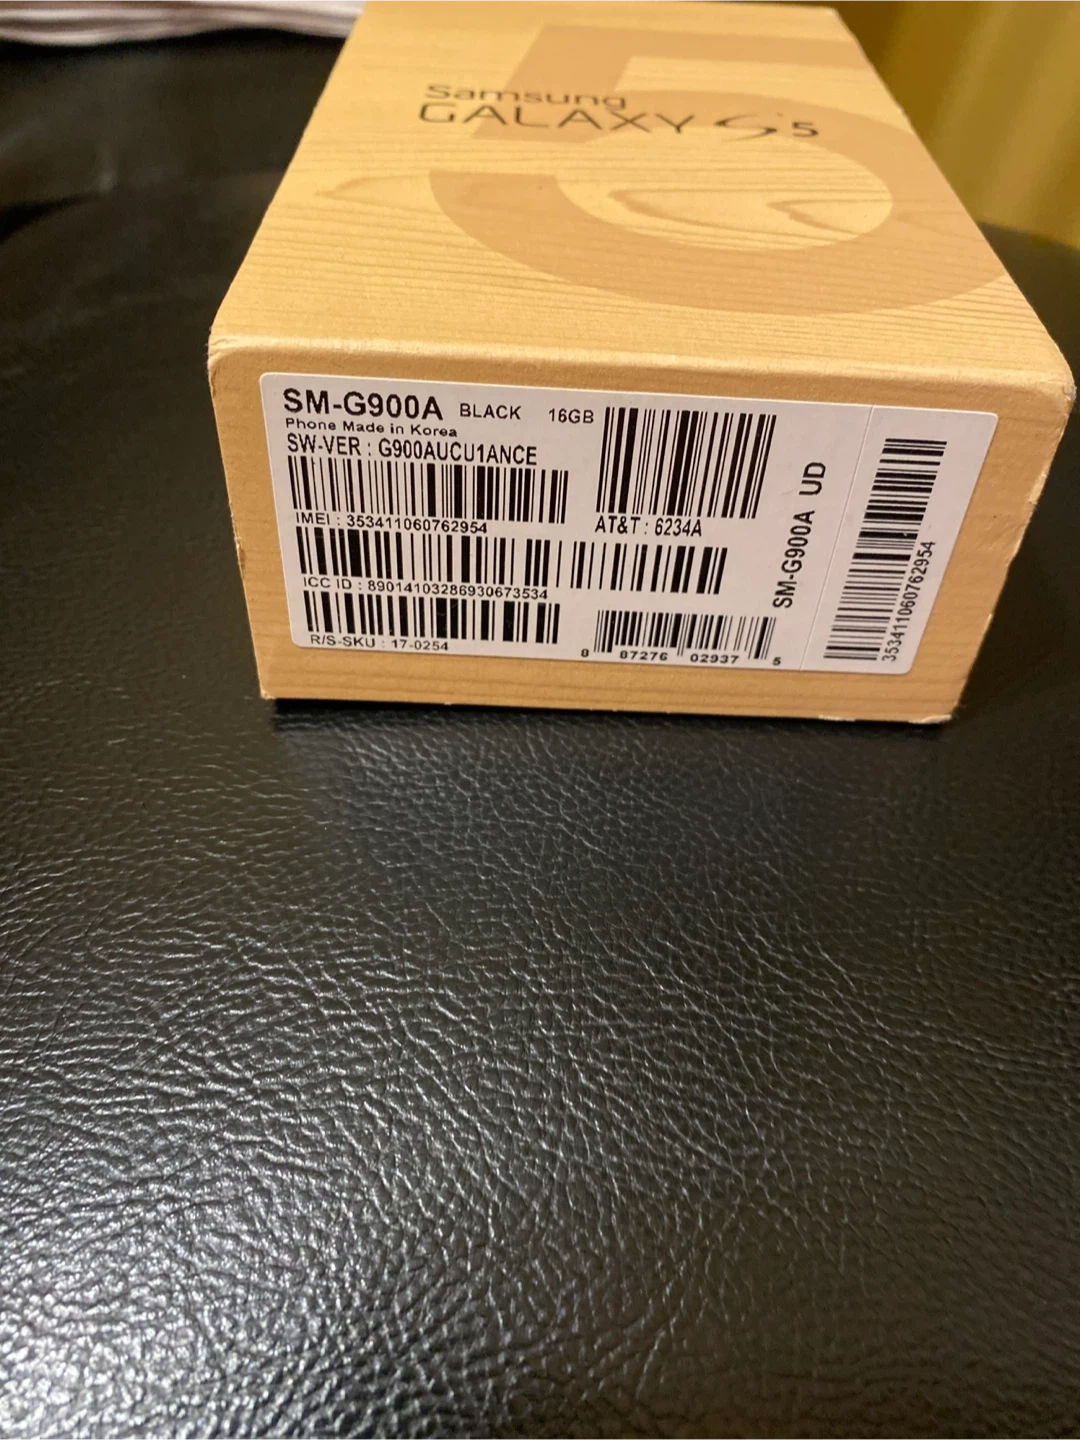 Samsung
GALAXY S5
5
SM-G900A BLACK 16GB
Phone Made in Korea
SW-VER : G900AUCU1ANCE
IMEI : 353411060762954
AT&T : 6234A
ICC ID : 89014103286930673534
R/S-SKU : 17-0254
8 87276 02937 5
SM-G900A UD
353411060762954